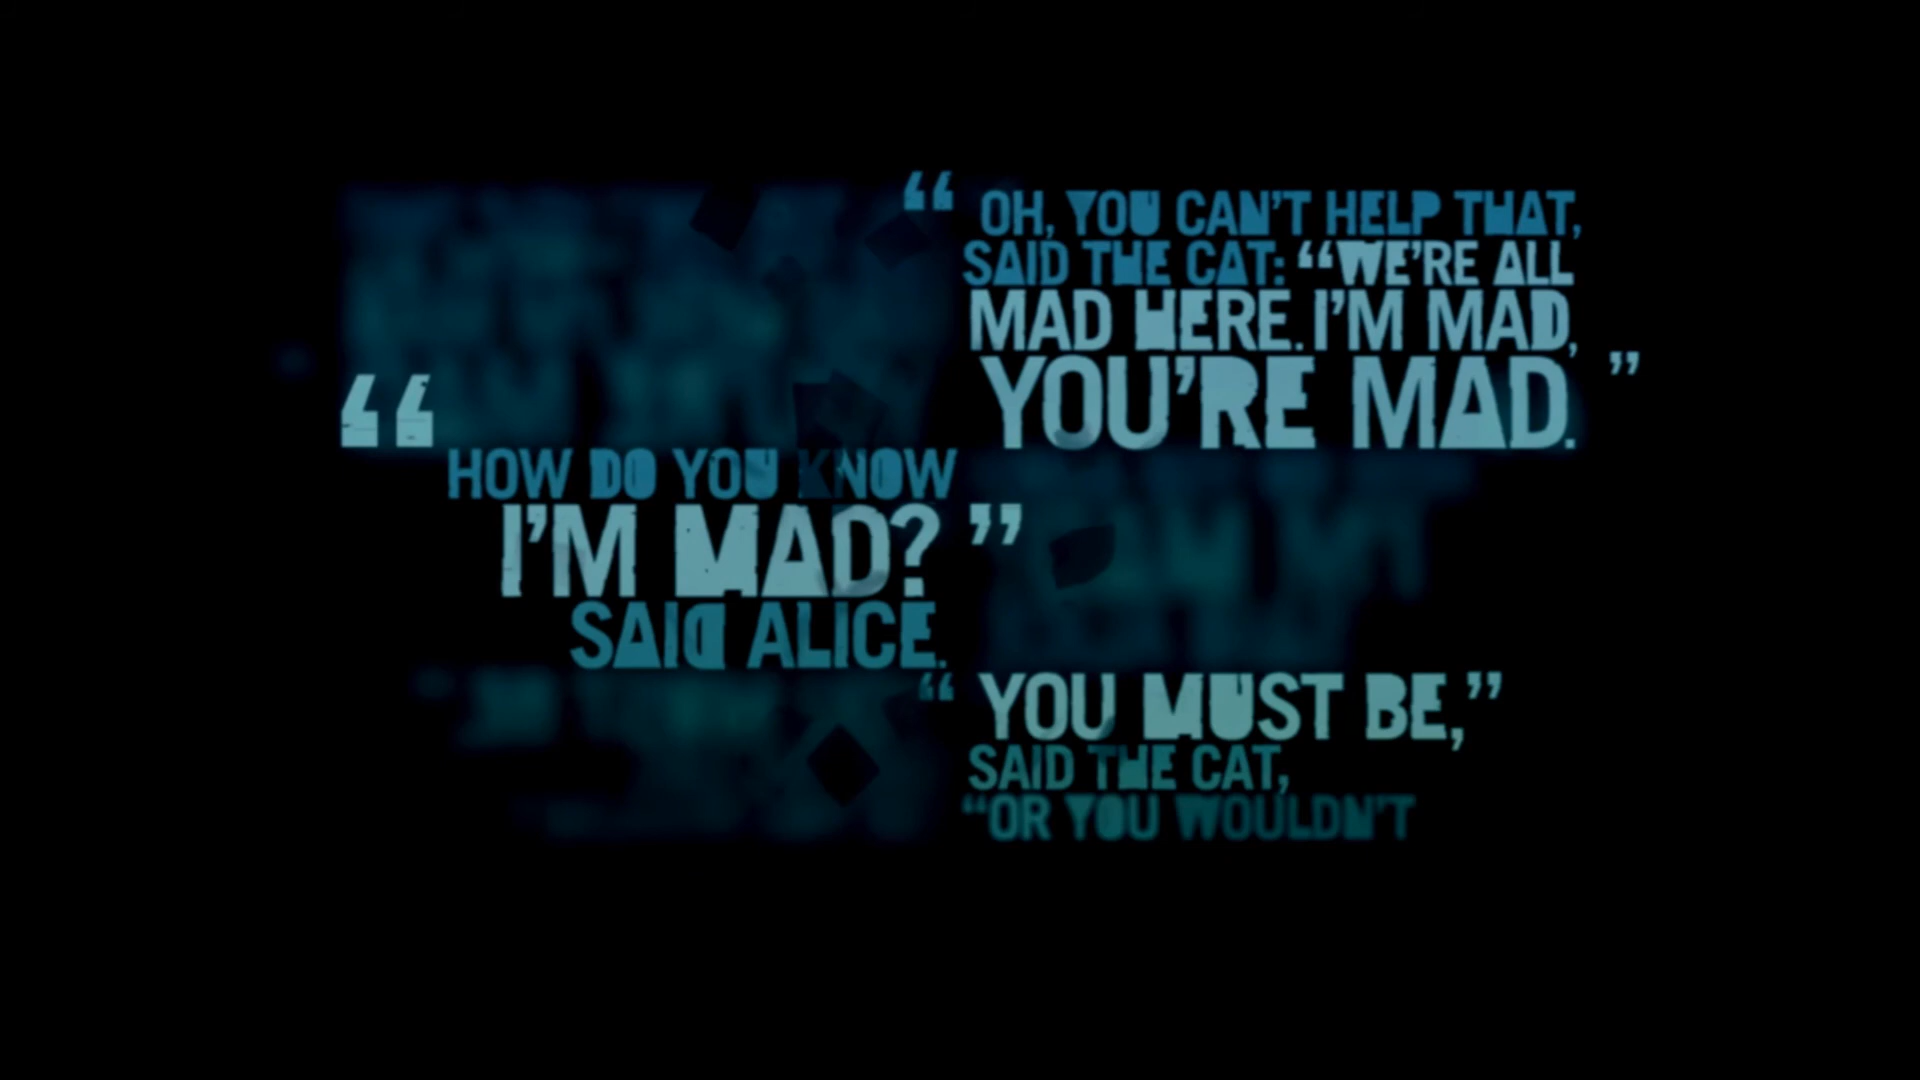 “ OH, YOU CAN’T HELP THAT,
SAID THE CAT: “WE’RE ALL
MAD HERE. I’M MAD,
YOU’RE MAD. ”
“ HOW DO YOU KNOW
I’M MAD? ”
SAID ALICE.
“ YOU MUST BE,”
SAID THE CAT,
“OR YOU WOULDN’T